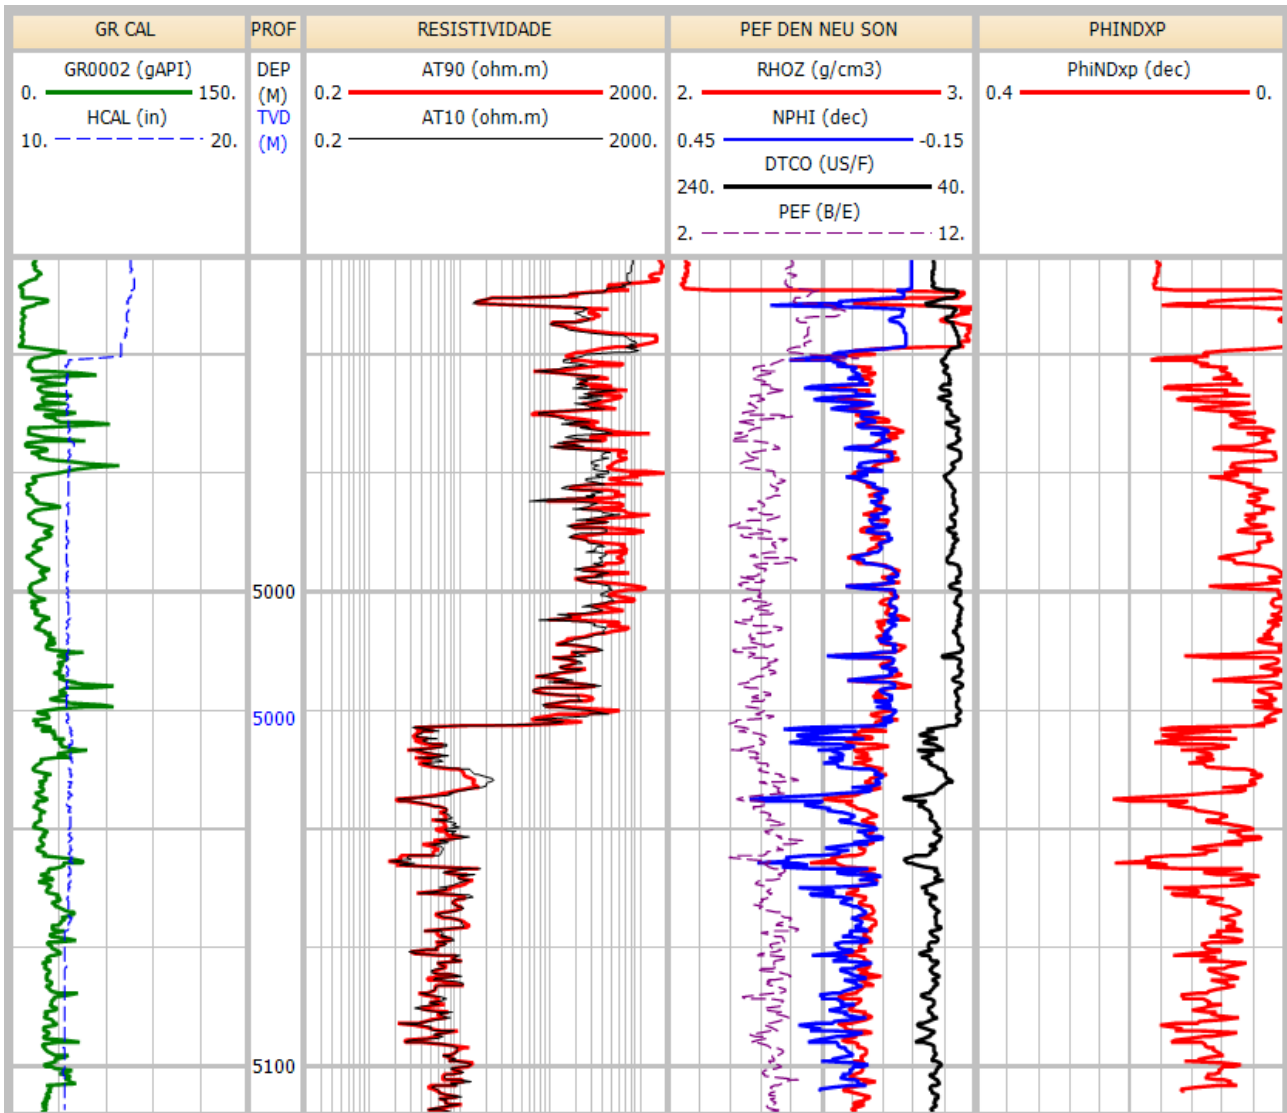 GR CAL PROF RESISTIVIDADE PEF DEN NEU SON PHINDXP
GR0002 (gAPI) DEP AT90 (ohm.m) RHOZ (g/cm3) PhiNDxp (dec)
0. 150. (M) 0.2 2000. 2. 3. 0.4 0.
HCAL (in) TVD AT10 (ohm.m) NPHI (dec)
10. 20. (M) 0.2 2000. 0.45 -0.15
DTCO (US/F)
240. 40.
PEF (B/E)
2. 12.
5000
5000
5100